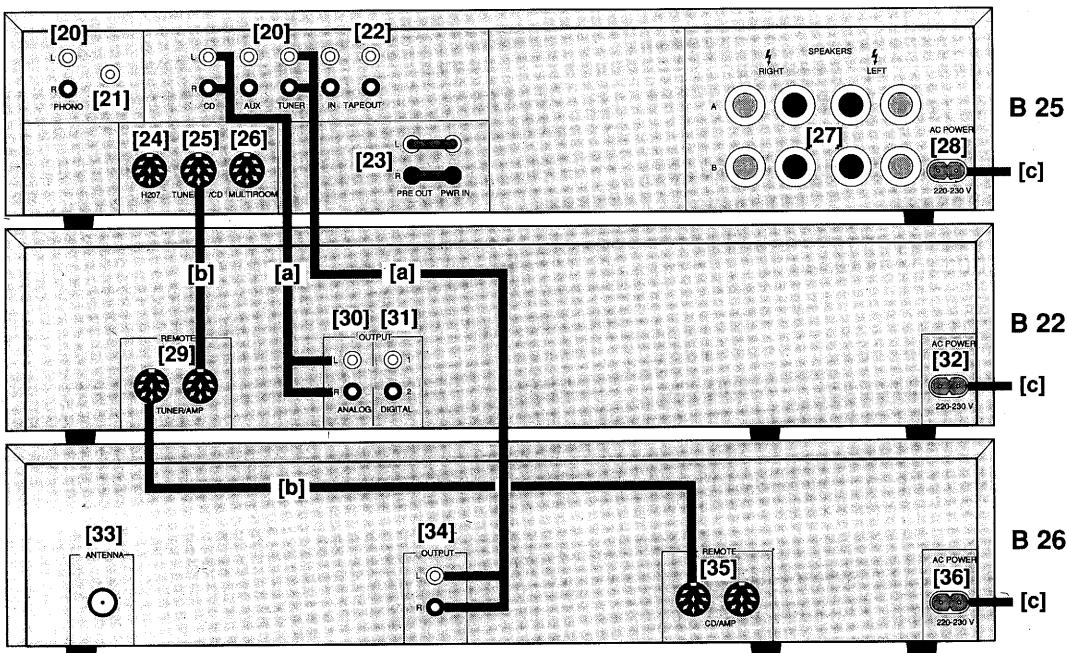 [20] [20] [22]
SPEAKERS
RIGHT LEFT
L L
[21]
R R
PHONO CD AUX TUNER IN TAPEOUT
A
B 25
[24] [25] [26]
[23] L
[27]
AC POWER
[28]
B
R
[c]
H207 TUNER /CD MULTIROOM
PRE OUT PWR IN
220-230 V
[b] [a] [a]
[30] [31]
B 22
REMOTE
[29]
OUTPUT
AC POWER
[32]
L 1
R 2
[c]
TUNER/AMP
ANALOG DIGITAL
220-230 V
[b]
[33]
[34]
B 26
ANTENNA
OUTPUT
REMOTE
[35]
AC POWER
[36]
L
R
[c]
CD/AMP
220-230 V